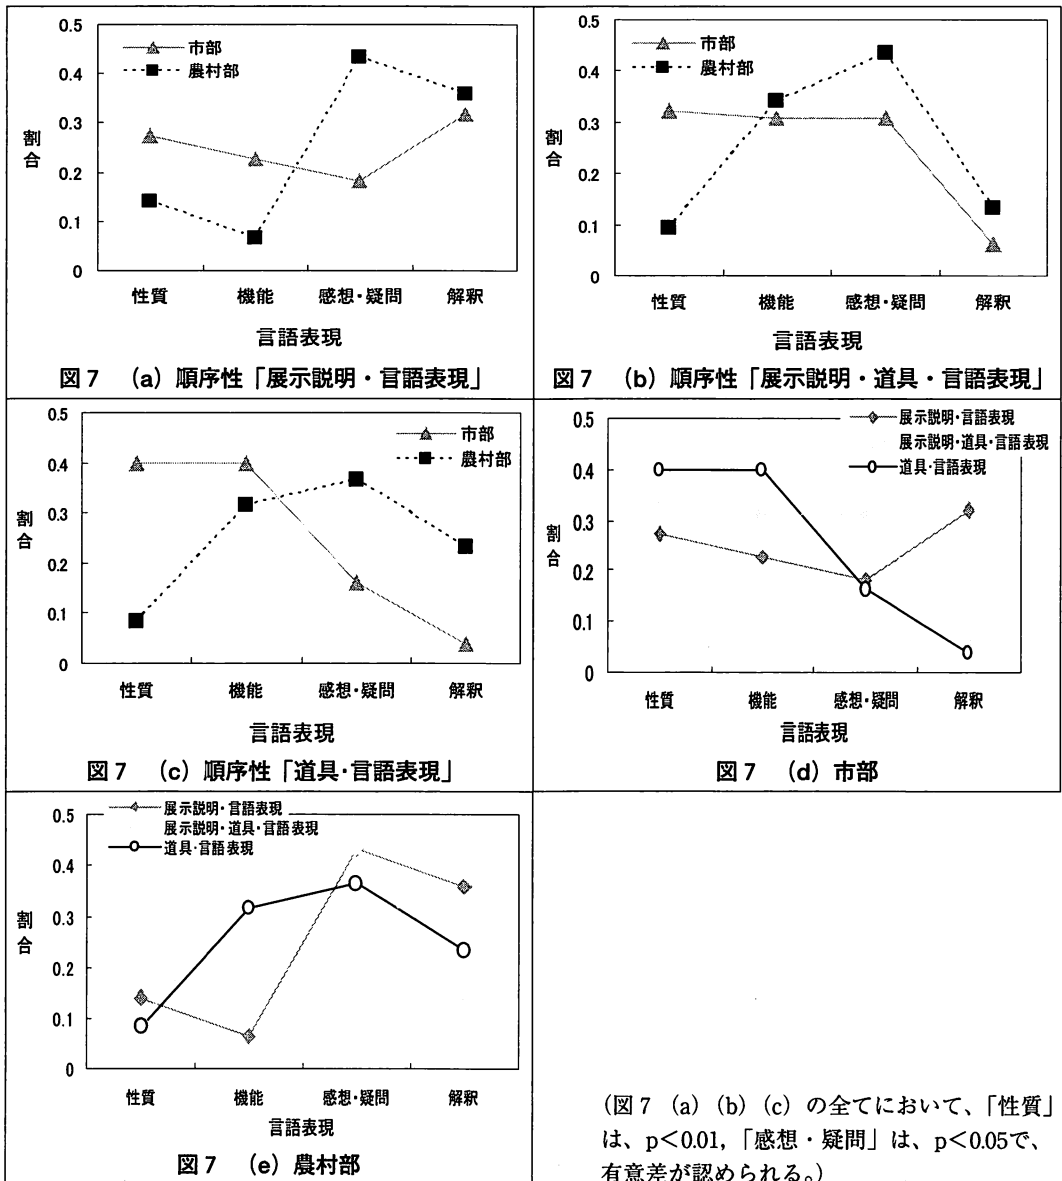 0.5
0.4
0.3
0.2
0.1
0
割
合
市部
農村部
性質 機能 感想・疑問 解釈
言語表現
図7 (a) 順序性「展示説明・言語表現」
0.5
0.4
0.3
0.2
0.1
0
割
合
市部
農村部
性質 機能 感想・疑問 解釈
言語表現
図7 (b) 順序性「展示説明・道具・言語表現」
0.5
0.4
0.3
0.2
0.1
0
割
合
市部
農村部
性質 機能 感想・疑問 解釈
言語表現
図7 (c) 順序性「道具・言語表現」
0.5
0.4
0.3
0.2
0.1
0
割
合
展示説明・言語表現
展示説明・道具・言語表現
道具・言語表現
性質 機能 感想・疑問 解釈
言語表現
図7 (d) 市部
0.5
0.4
0.3
0.2
0.1
0
割
合
展示説明・言語表現
展示説明・道具・言語表現
道具・言語表現
性質 機能 感想・疑問 解釈
言語表現
図7 (e) 農村部
(図7 (a) (b) (c) の全てにおいて、「性質」
は、p<0.01, 「感想・疑問」は、p<0.05で、
有意差が認められる。)